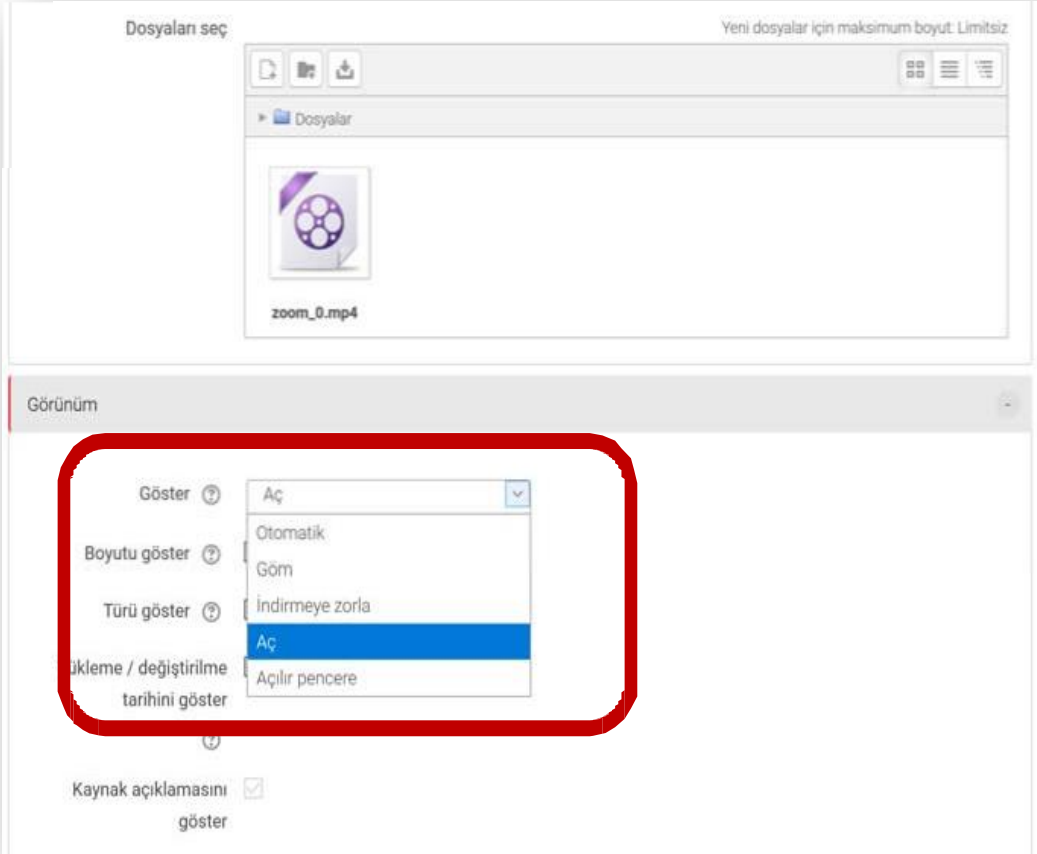 Dosyaları seç
Yeni dosyalar için maksimum boyut: Limitsiz
Dosyalar
zoom_0.mp4
Görünüm
Göster
Aç
Otomatik
Boyutu göster
Göm
Türü göster
İndirmeye zorla
Aç
ükleme / değiştirilme
Açılır pencere
tarihini göster
Kaynak açıklamasını
göster